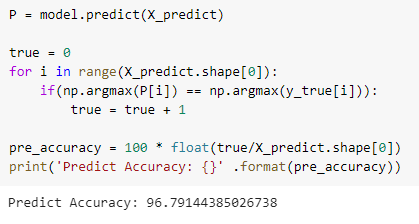 P = model.predict(X_predict)

true = 0
for i in range(X_predict.shape[0]):
    if(np.argmax(P[i]) == np.argmax(y_true[i])):
        true = true + 1

pre_accuracy = 100 * float(true/X_predict.shape[0])
print('Predict Accuracy: {}' .format(pre_accuracy))
Predict Accuracy: 96.79144385026738